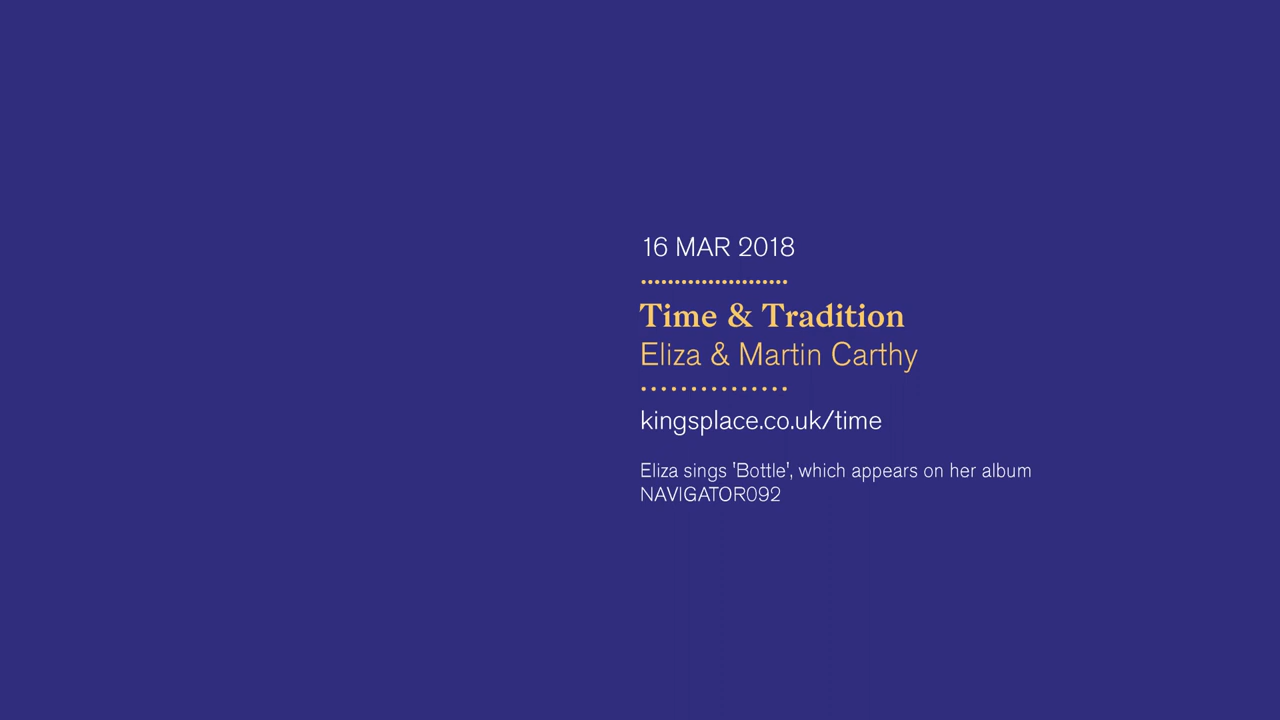 16 MAR 2018
Time & Tradition
Eliza & Martin Carthy
kingsplace.co.uk/time
Eliza sings 'Bottle', which appears on her album
NAVIGATOR092